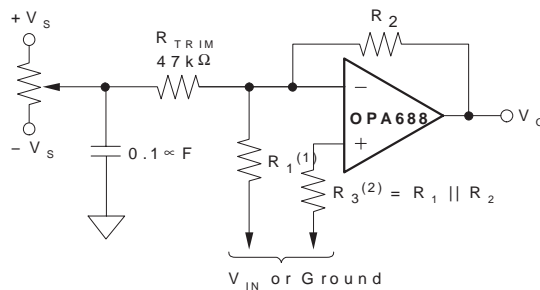 +VS
RTRIM
47kΩ
R2
–
OPA688
+
VO
–VS
0.1∝F
R1(1)
R3(2) = R1 || R2
VIN or Ground